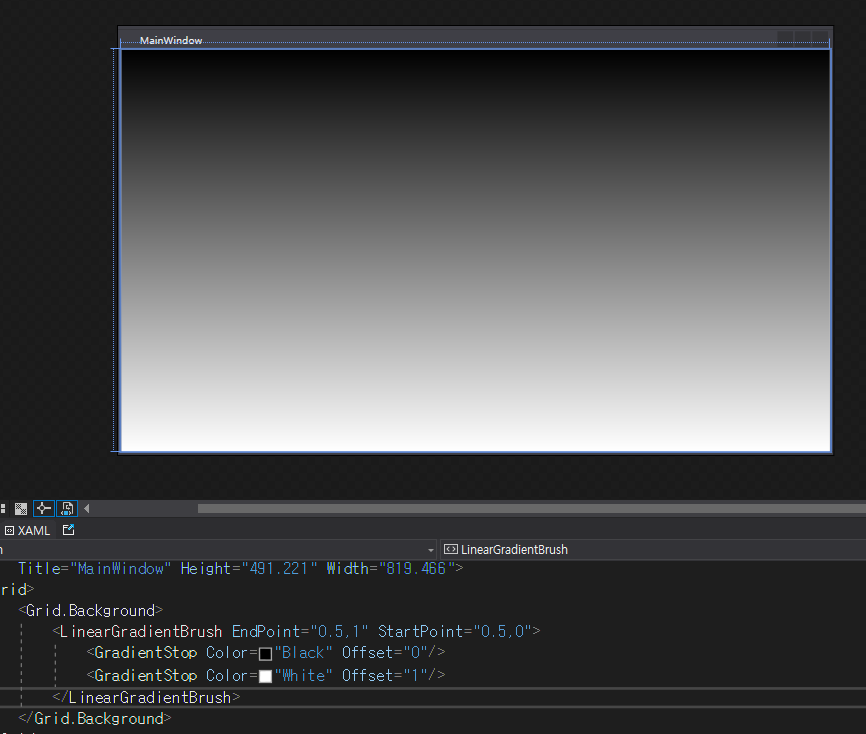 MainWindow
XAML
LinearGradientBrush
Title="MainWindow" Height="491.221" Width="819.466">
rid>
<Grid.Background>
<LinearGradientBrush EndPoint="0.5,1" StartPoint="0.5,0">
<GradientStop Color="Black" Offset="0"/>
<GradientStop Color="White" Offset="1"/>
</LinearGradientBrush>
</Grid.Background>